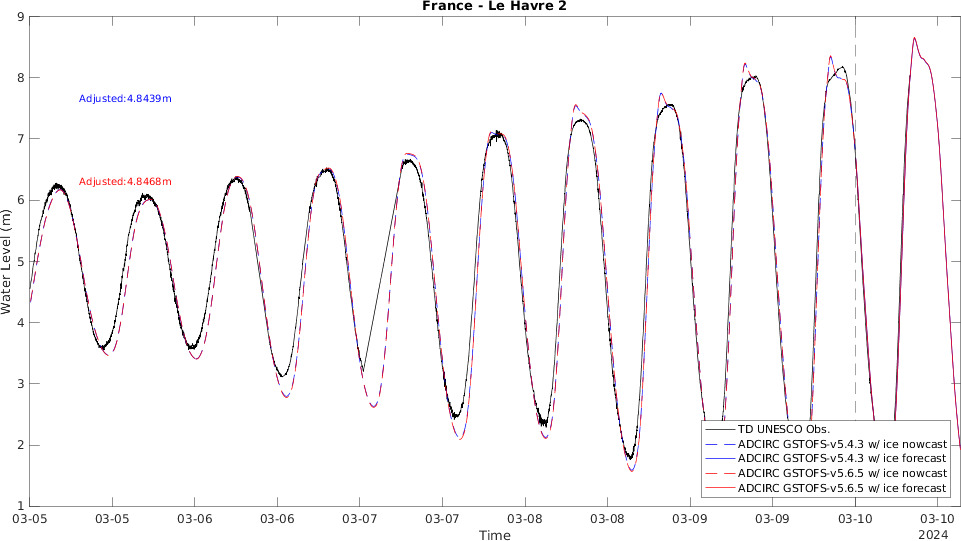 France - Le Havre 2
9
8
7
6
5
4
3
2
1
Water Level (m)
Adjusted:4.8439m
Adjusted:4.8468m
TD UNESCO Obs.
ADCIRC GSTOFS-v5.4.3 w/ ice nowcast
ADCIRC GSTOFS-v5.4.3 w/ ice forecast
ADCIRC GSTOFS-v5.6.5 w/ ice nowcast
ADCIRC GSTOFS-v5.6.5 w/ ice forecast
03-05 03-05 03-06 03-06 03-07 03-07 03-08 03-08 03-09 03-09 03-10 03-10
Time
2024